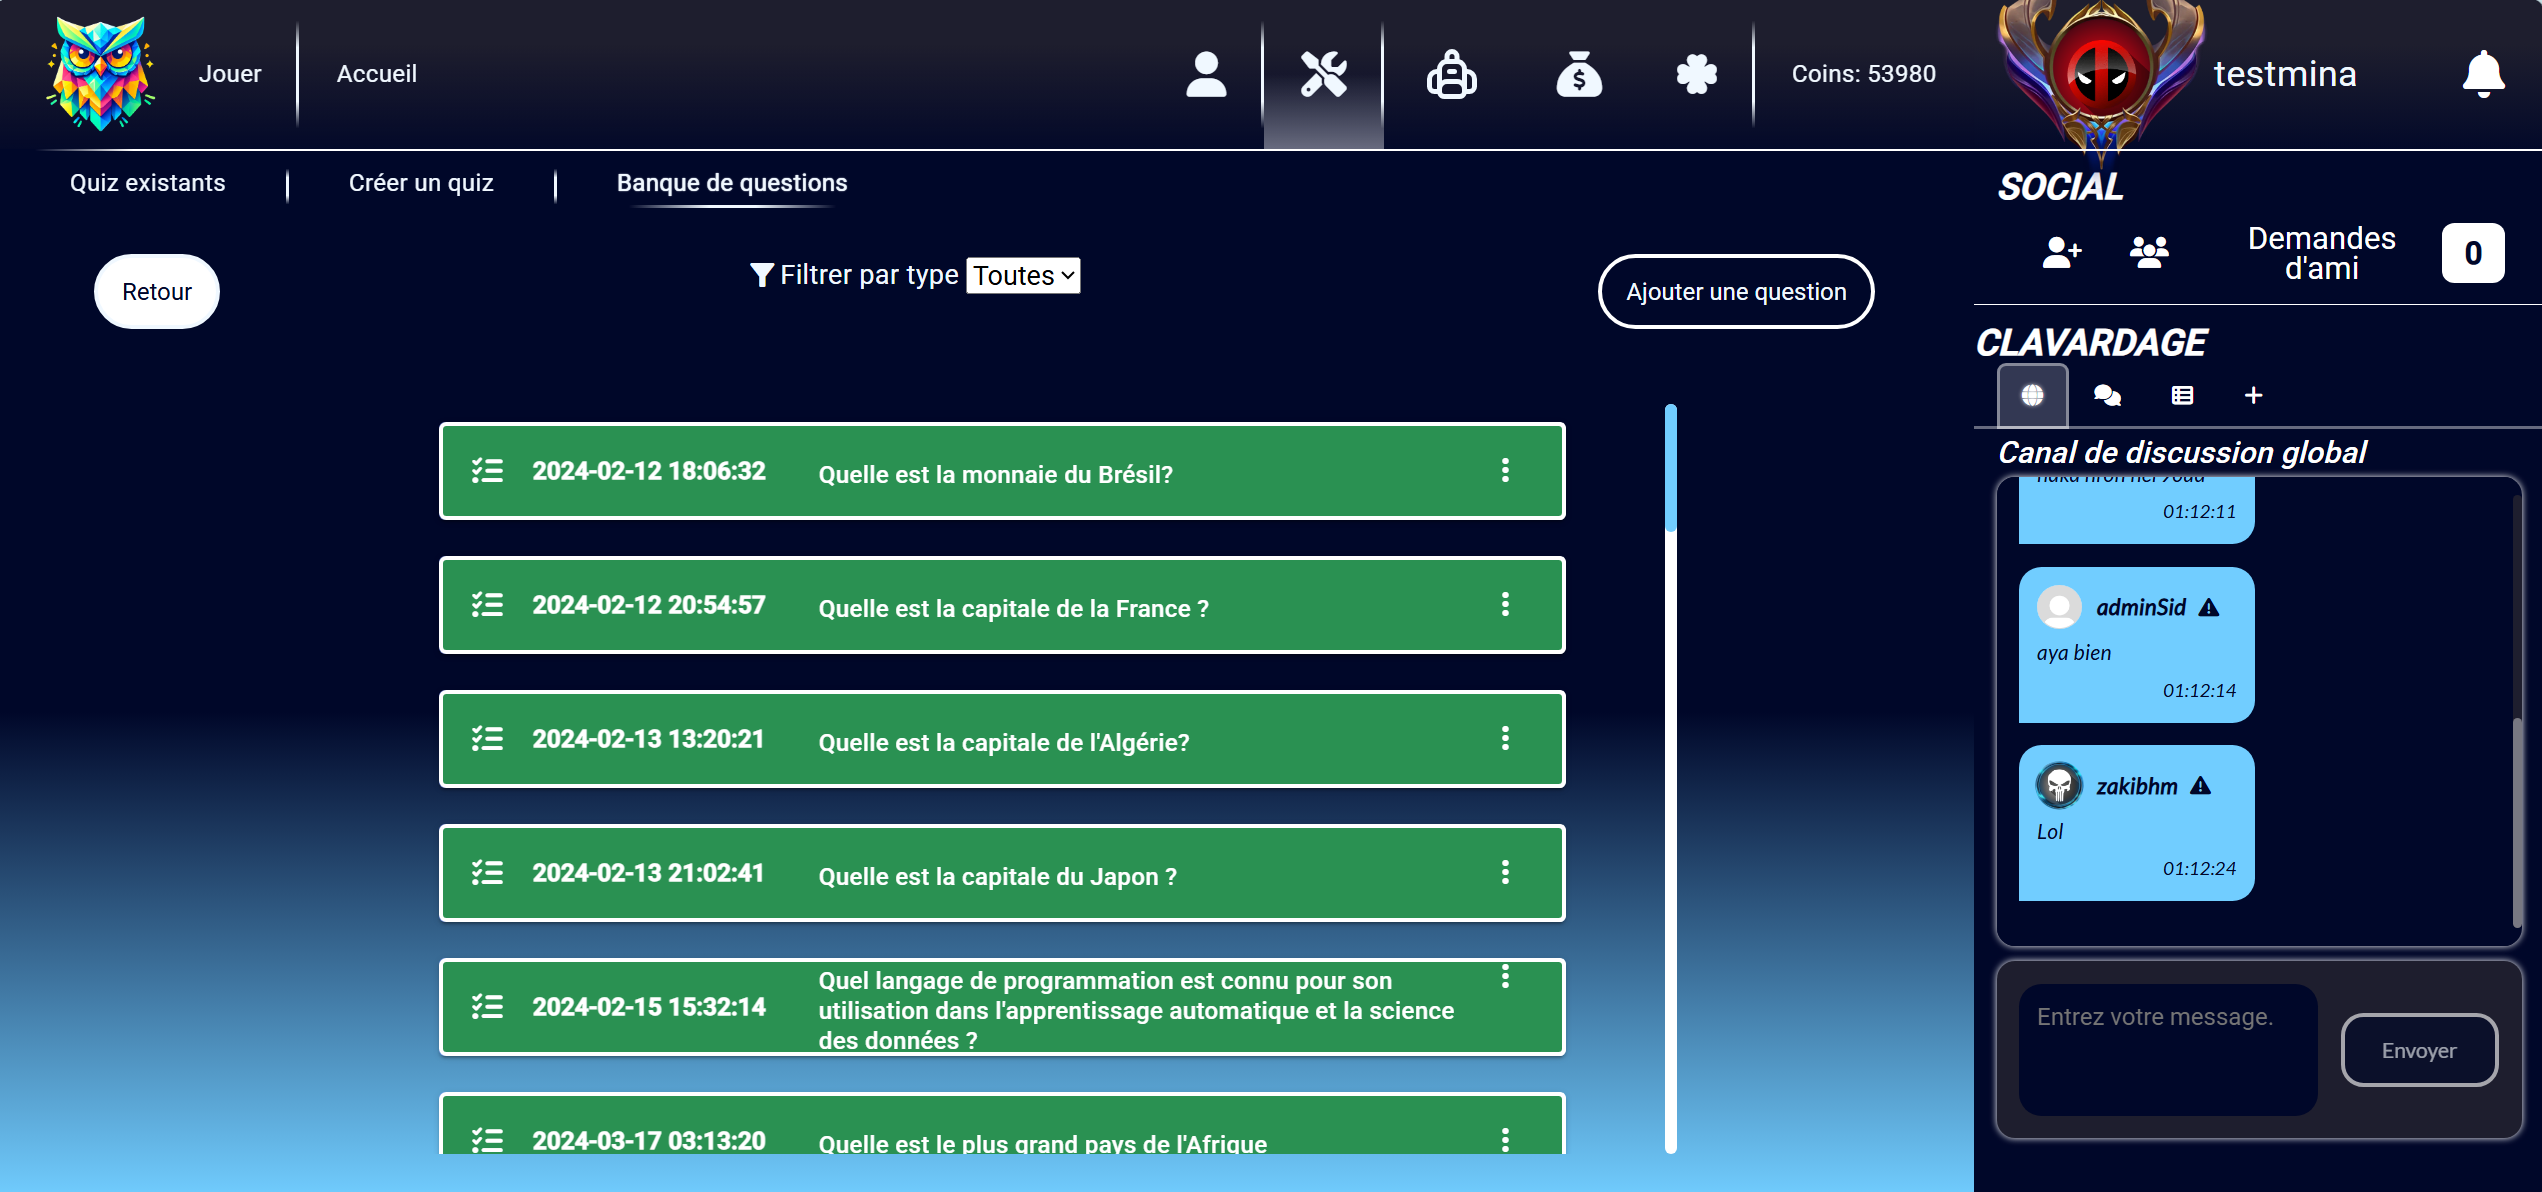 Jouer
Accueil
Coins: 53980
testmina
Quiz existants
Créer un quiz
Banque de questions
Retour
Filtrer par type Toutes
Ajouter une question
2024-02-12 18:06:32 Quelle est la monnaie du Brésil?
2024-02-12 20:54:57 Quelle est la capitale de la France ?
2024-02-13 13:20:21 Quelle est la capitale de l'Algérie?
2024-02-13 21:02:41 Quelle est la capitale du Japon ?
2024-02-15 15:32:14 Quel langage de programmation est connu pour son
utilisation dans l'apprentissage automatique et la science
des données ?
2024-03-17 03:13:20 Quelle est le plus grand pays de l'Afrique
SOCIAL
Demandes
d'ami
0
CLAVARDAGE
Canal de discussion global
01:12:11
adminSid
aya bien
01:12:14
zakibhm
Lol
01:12:24
Entrez votre message.
Envoyer